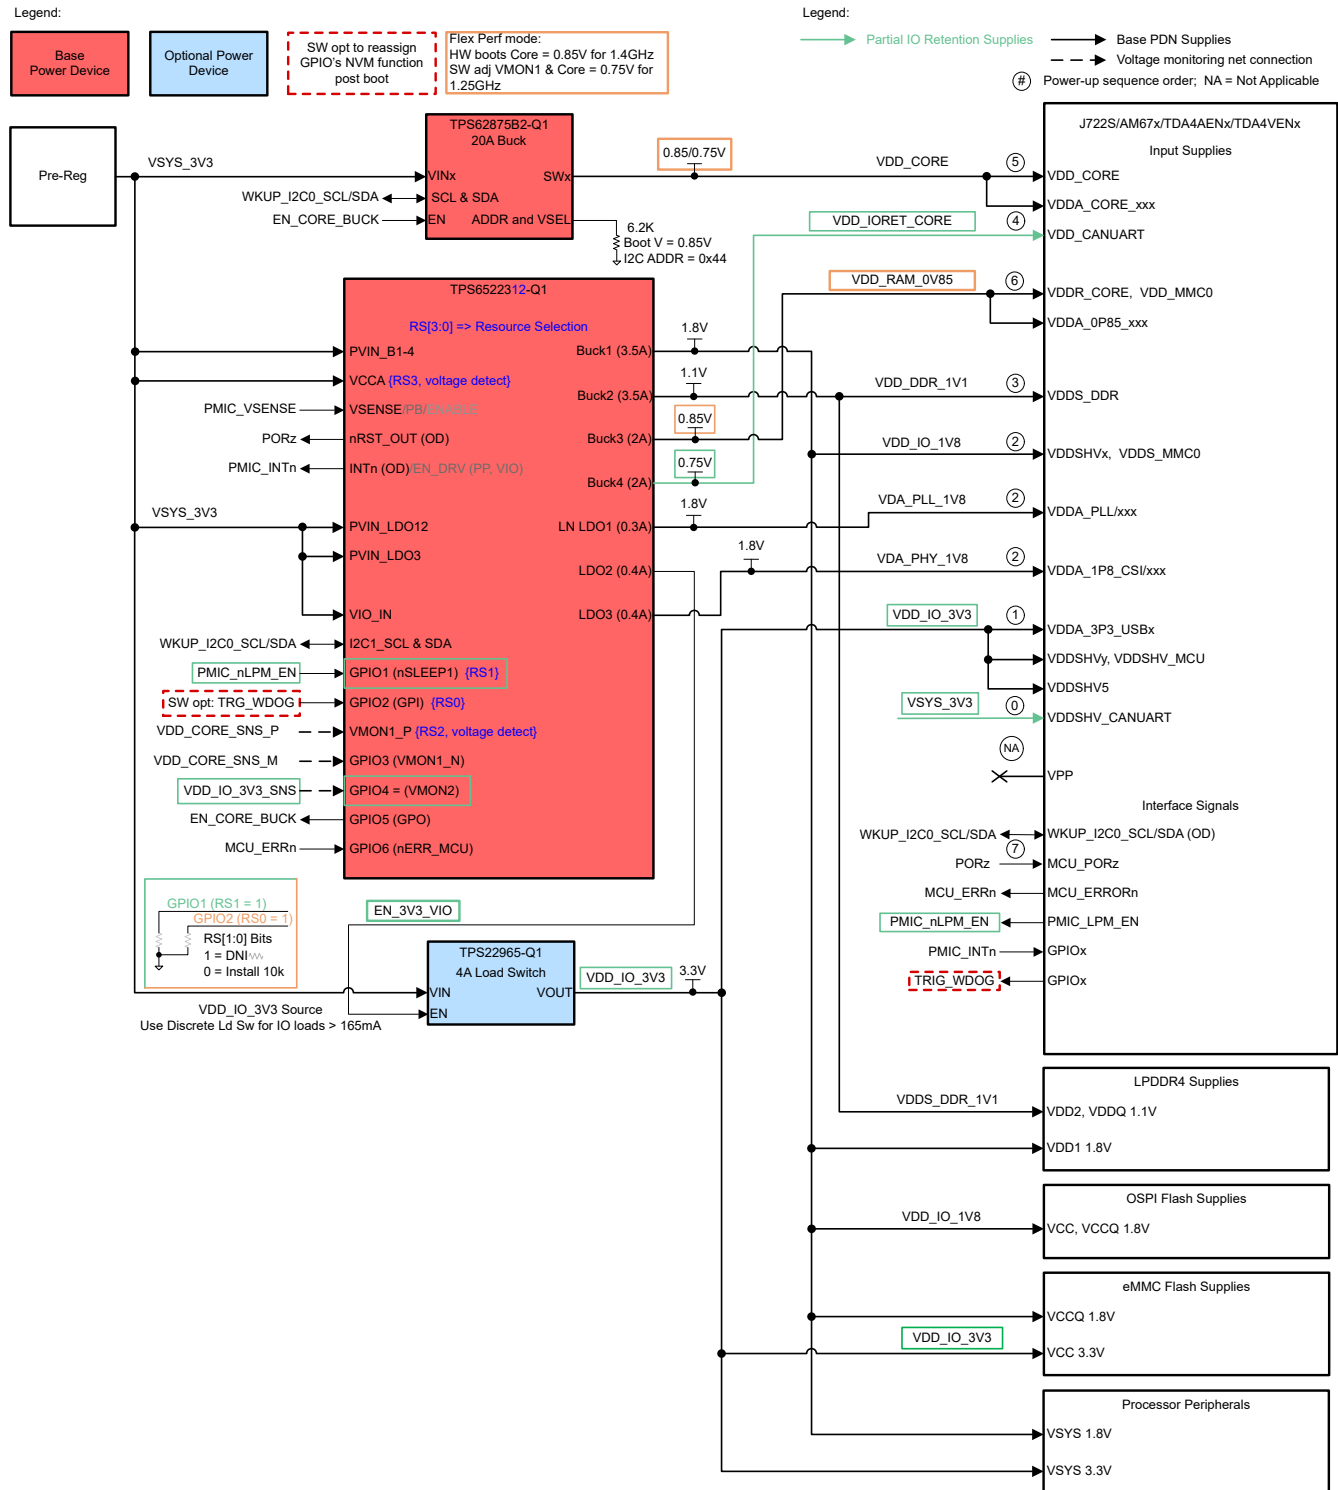 Legend:
Base
Power Device
Optional Power
Device
SW opt to reassign
GPIO's NVM function
post boot
Flex Perf mode:
HW boots Core = 0.85V for 1.4GHz
SW adj VMON1 & Core = 0.75V for
1.25GHz
Legend:
Partial IO Retention Supplies
Base PDN Supplies
Voltage monitoring net connection
# Power-up sequence order; NA = Not Applicable
Pre-Reg
VSYS_3V3
WKUP_I2C0_SCL/SDA
EN_CORE_BUCK
TPS62875B2-Q1
20A Buck
VINx
SWx
SCL & SDA
EN
ADDR and VSEL
6.2K
Boot V = 0.85V
I2C ADDR = 0x44
0.85/0.75V
VDD_CORE
5
VDD_IORET_CORE
4
VDD_RAM_0V85
6
J722S/AM67x/TDA4AENx/TDA4VENx
Input Supplies
VDD_CORE
VDDA_CORE_xxx
VDD_CANUART
VDDR_CORE, VDD_MMC0
VDDA_0P85_xxx
VDDS_DDR
VDDSHVx, VDDS_MMC0
VDDA_PLL/xxx
VDDA_1P8_CSI/xxx
VDDA_3P3_USBx
VDDSHVy, VDDSHV_MCU
VDDSHV5
VDDSHV_CANUART
VPP
Interface Signals
WKUP_I2C0_SCL/SDA (OD)
MCU_PORz
MCU_ERRORn
PMIC_LPM_EN
GPIOx
GPIOx
TPS6522312-Q1
RS[3:0] => Resource Selection
PVIN_B1-4
VCCA {RS3, voltage detect}
VSENSE/PB/ENABLE
nRST_OUT (OD)
INTn (OD)/EN_DRV (PP, VIO)
PVIN_LDO12
PVIN_LDO3
VIO_IN
I2C1_SCL & SDA
GPIO1 (nSLEEP1) {RS1}
GPIO2 (GPI) {RS0}
VMON1_P {RS2, voltage detect}
GPIO3 (VMON1_N)
GPIO4 = (VMON2)
GPIO5 (GPO)
GPIO6 (nERR_MCU)
Buck1 (3.5A)
Buck2 (3.5A)
Buck3 (2A)
Buck4 (2A)
LN LDO1 (0.3A)
LDO2 (0.4A)
LDO3 (0.4A)
PMIC_VSENSE
PORz
PMIC_INTn
VSYS_3V3
WKUP_I2C0_SCL/SDA
PMIC_nLPM_EN
SW opt: TRG_WDOG
VDD_CORE_SNS_P
VDD_CORE_SNS_M
VDD_IO_3V3_SNS
EN_CORE_BUCK
MCU_ERRn
1.8V
1.1V
0.85V
0.75V
1.8V
1.8V
VDD_DDR_1V1
3
VDD_IO_1V8
2
VDA_PLL_1V8
2
VDA_PHY_1V8
2
VDD_IO_3V3
1
VSYS_3V3
0
NA
WKUP_I2C0_SCL/SDA
7
PORz
MCU_ERRn
PMIC_nLPM_EN
PMIC_INTn
TRIG_WDOG
GPIO1 (RS1 = 1)
GPIO2 (RS0 = 1)
RS[1:0] Bits
1 = DNI
0 = Install 10k
EN_3V3_VIO
TPS22965-Q1
4A Load Switch
VIN
VOUT
EN
VDD_IO_3V3
3.3V
VDD_IO_3V3 Source
Use Discrete Ld Sw for IO loads > 165mA
LPDDR4 Supplies
VDDS_DDR_1V1
VDD2, VDDQ 1.1V
VDD1 1.8V
OSPI Flash Supplies
VDD_IO_1V8
VCC, VCCQ 1.8V
eMMC Flash Supplies
VCCQ 1.8V
VDD_IO_3V3
VCC 3.3V
Processor Peripherals
VSYS 1.8V
VSYS 3.3V